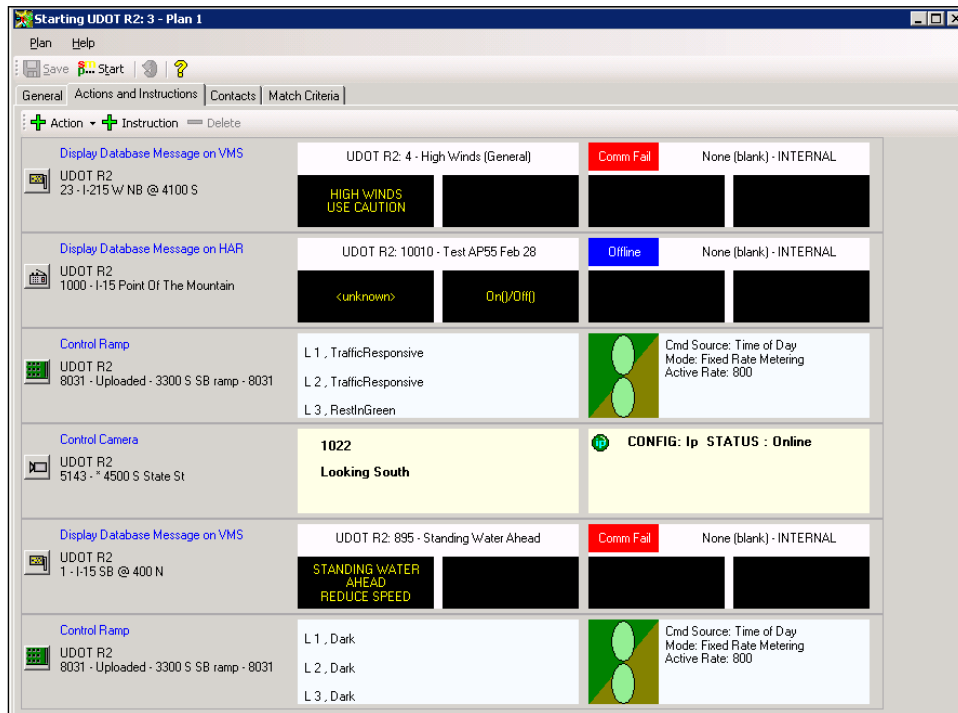 Starting UDOT R2: 3 - Plan 1
Plan Help
Save Start
General Actions and Instructions Contacts Match Criteria
Action Instruction Delete
Display Database Message on VMS
UDOT R2
23 - I-215 W NB @ 4100 S
UDOT R2: 4 - High Winds (General)
HIGH WINDS
USE CAUTION
Comm Fail
None (blank) - INTERNAL
Display Database Message on HAR
UDOT R2
1000 - I-15 Point Of The Mountain
UDOT R2: 10010 - Test AP55 Feb 28
<unknown>
On()/Off()
Offline
None (blank) - INTERNAL
Control Ramp
UDOT R2
8031 - Uploaded - 3300 S SB ramp - 8031
L 1 , TrafficResponsive
L 2 , TrafficResponsive
L 3 , RestInGreen
Cmd Source: Time of Day
Mode: Fixed Rate Metering
Active Rate: 800
Control Camera
UDOT R2
5143 - * 4500 S State St
1022
Looking South
ip
CONFIG: Ip STATUS : Online
Display Database Message on VMS
UDOT R2
1 - I-15 SB @ 400 N
UDOT R2: 895 - Standing Water Ahead
STANDING WATER
AHEAD
REDUCE SPEED
Comm Fail
None (blank) - INTERNAL
Control Ramp
UDOT R2
8031 - Uploaded - 3300 S SB ramp - 8031
L 1 , Dark
L 2 , Dark
L 3 , Dark
Cmd Source: Time of Day
Mode: Fixed Rate Metering
Active Rate: 800